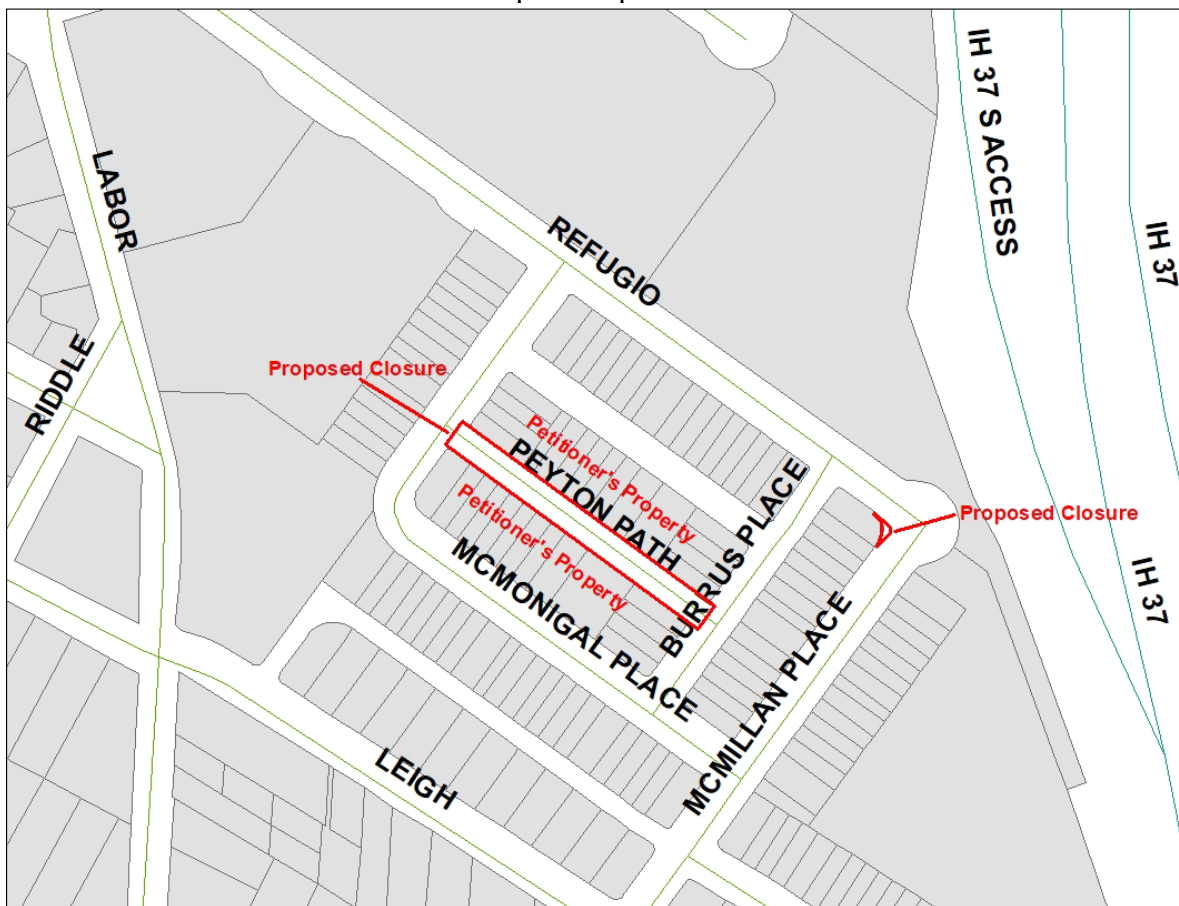 IH 37 S ACCESS
LABOR
REFUGIO
IH 37
RIDDLE
Proposed Closure
Petitioner's Property
PEYTON PATH
Petitioner's Property
BURRUS PLACE
Proposed Closure
MCMONIGAL PLACE
MCMILLAN PLACE
IH 37
LEIGH